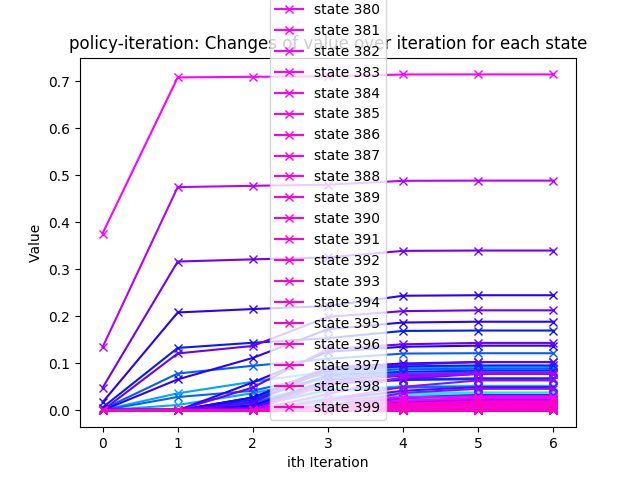 state 380
state 381
policy-iteration: Changes of value over iteration for each state
state 382
state 383
state 384
state 385
state 386
state 387
state 388
state 389
state 390
state 391
state 392
state 393
state 394
state 395
state 396
state 397
state 398
state 399
0.7
0.6
0.5
0.4
0.3
0.2
0.1
0.0
Value
0 1 2 3 4 5 6
ith Iteration